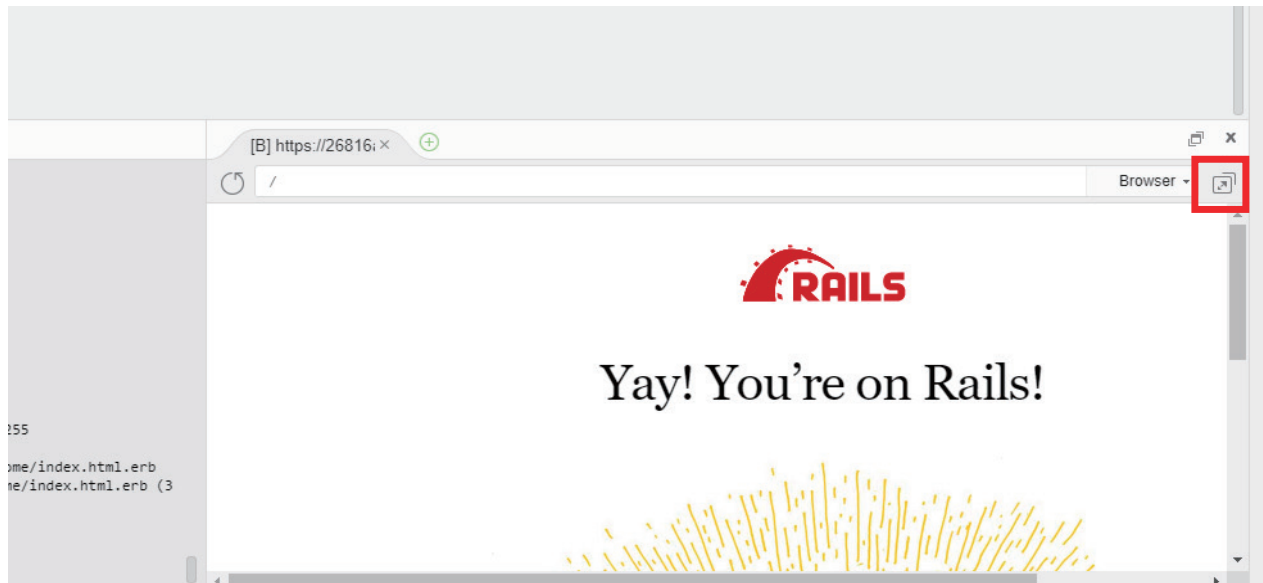 [B] https://26816
/
Browser
RAILS
Yay! You’re on Rails!
255
ome/index.html.erb
me/index.html.erb (3